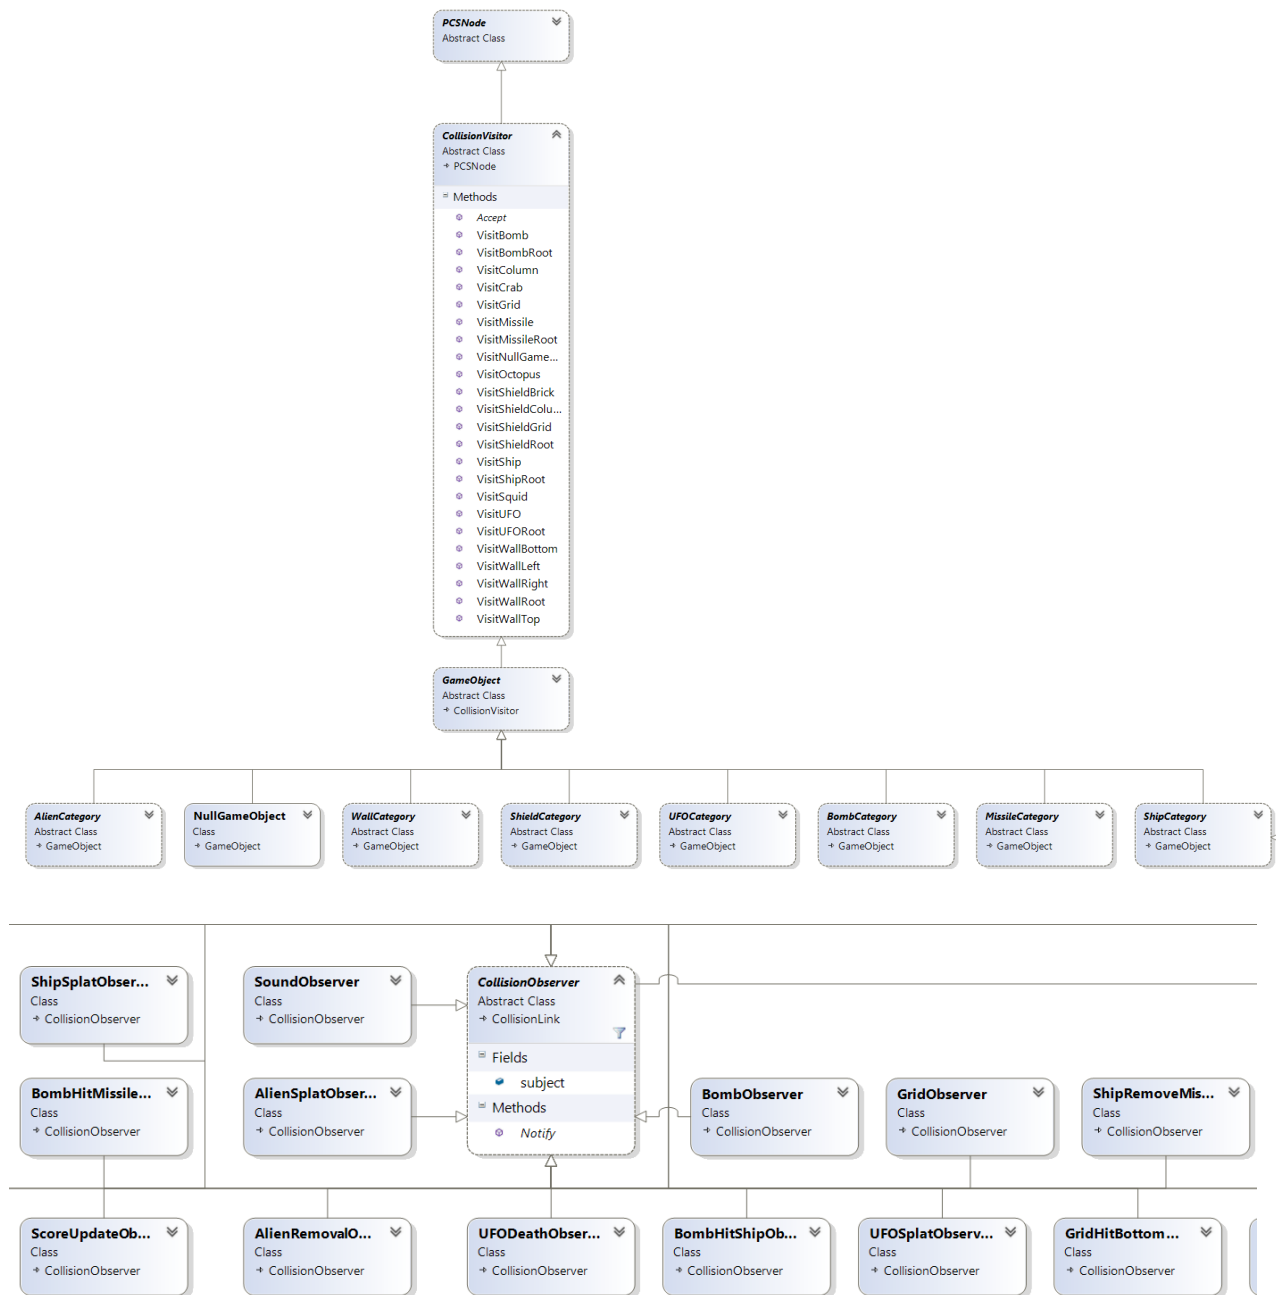 PCSNode
Abstract Class
CollisionVisitor
Abstract Class
PCSNode
Methods
Accept
VisitBomb
VisitBombRoot
VisitColumn
VisitCrab
VisitGrid
VisitMissile
VisitMissileRoot
VisitNullGame...
VisitOctopus
VisitShieldBrick
VisitShieldColu...
VisitShieldGrid
VisitShieldRoot
VisitShip
VisitShipRoot
VisitSquid
VisitUFO
VisitUFORoot
VisitWallBottom
VisitWallLeft
VisitWallRight
VisitWallRoot
VisitWallTop
GameObject
Abstract Class
CollisionVisitor
AlienCategory
Abstract Class
GameObject
NullGameObject
Class
GameObject
WallCategory
Abstract Class
GameObject
ShieldCategory
Abstract Class
GameObject
UFOCategory
Abstract Class
GameObject
BombCategory
Abstract Class
GameObject
MissileCategory
Abstract Class
GameObject
ShipCategory
Abstract Class
GameObject
ShipSplatObser...
Class
CollisionObserver
SoundObserver
Class
CollisionObserver
CollisionObserver
Abstract Class
CollisionLink
Fields
subject
Methods
Notify
BombHitMissile...
Class
CollisionObserver
AlienSplatObser...
Class
CollisionObserver
BombObserver
Class
CollisionObserver
GridObserver
Class
CollisionObserver
ShipRemoveMis...
Class
CollisionObserver
ScoreUpdateOb...
Class
CollisionObserver
AlienRemovalO...
Class
CollisionObserver
UFODeathObser...
Class
CollisionObserver
BombHitShipOb...
Class
CollisionObserver
UFOSplatObserv...
Class
CollisionObserver
GridHitBottom...
Class
CollisionObserver